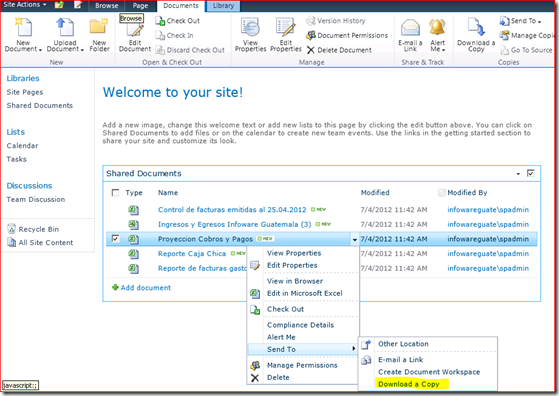 Site Actions Browse Page Documents Library
New Document Upload Document New Folder
New
Edit Document
Browse
Check Out
Check In
Discard Check Out
Open & Check Out
View Properties Edit Properties
Version History
Document Permissions
Delete Document
Manage
E-mail a Link Alert Me
Share & Track
Download a Copy
Send To
Manage Copies
Go To Source
Copies
Libraries
Site Pages
Shared Documents
Lists
Calendar
Tasks
Discussions
Team Discussion
Recycle Bin
All Site Content
Welcome to your site!
Add a new image, change this welcome text or add new lists to this page by clicking the edit button above. You can click on
Shared Documents to add files or on the calendar to create new team events. Use the links in the getting started section to
share your site and customize its look.
Shared Documents
Type Name Modified Modified By
Control de facturas emitidas al 25.04.2012 NEW 7/4/2012 11:42 AM infowareguate\spadmin
Ingresos y Egresos Infoware Guatemala (3) NEW 7/4/2012 11:42 AM infowareguate\spadmin
Proyeccion Cobros y Pagos NEW 7/4/2012 11:42 AM infowareguate\spadmin
Reporte Caja Chica NEW 7/4/2012 11:42 AM infowareguate\spadmin
Reporte de facturas gasto 7/4/2012 11:42 AM infowareguate\spadmin
Add document
View Properties
Edit Properties
View in Browser
Edit in Microsoft Excel
Check Out
Compliance Details
Alert Me
Send To
Manage Permissions
Delete
Other Location
E-mail a Link
Create Document Workspace
Download a Copy
javascript:;